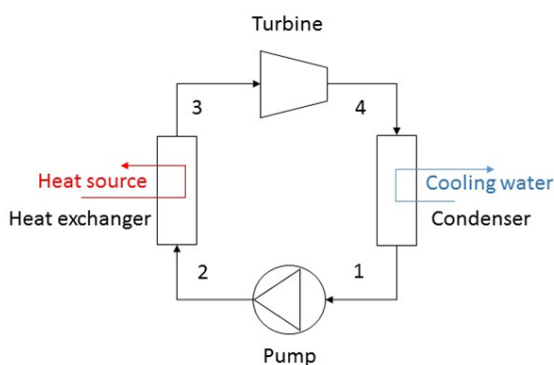 Turbine
3
4
Heat source
Cooling water
Heat exchanger
Condenser
2
1
Pump